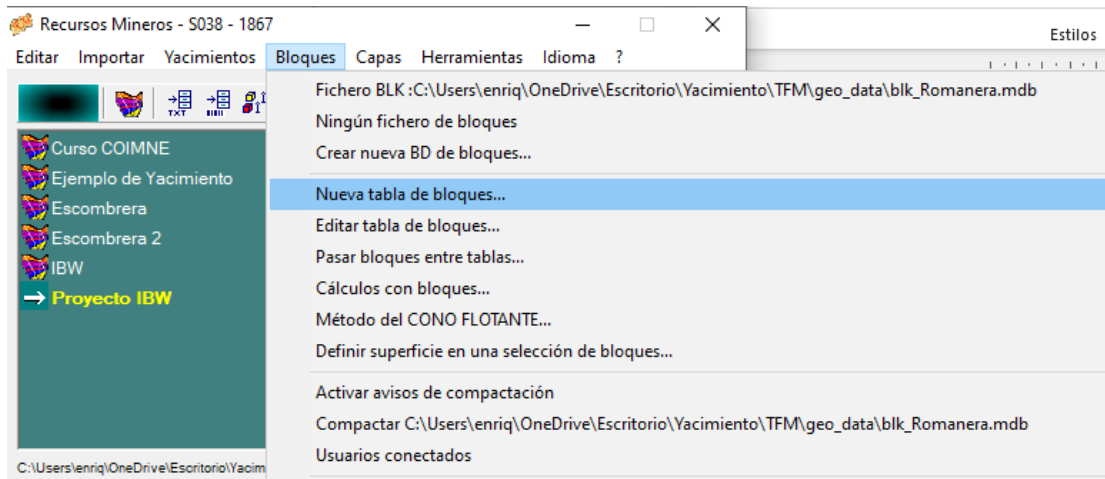 Recursos Mineros - S038 - 1867
Estilos
Editar Importar Yacimientos Bloques Capas Herramientas Idioma ?
TXT
Fichero BLK :C:\Users\enriq\OneDrive\Escritorio\Yacimiento\TFM\geo_data\blk_Romanera.mdb
Ningún fichero de bloques
Crear nueva BD de bloques...
Nueva tabla de bloques...
Editar tabla de bloques...
Pasar bloques entre tablas...
Cálculos con bloques...
Método del CONO FLOTANTE...
Definir superficie en una selección de bloques...
Activar avisos de compactación
Compactar C:\Users\enriq\OneDrive\Escritorio\Yacimiento\TFM\geo_data\blk_Romanera.mdb
Usuarios conectados
Curso COIMNE
Ejemplo de Yacimiento
Escombrera
Escombrera 2
IBW
Proyecto IBW
C:\Users\enriq\OneDrive\Escritorio\Yacim